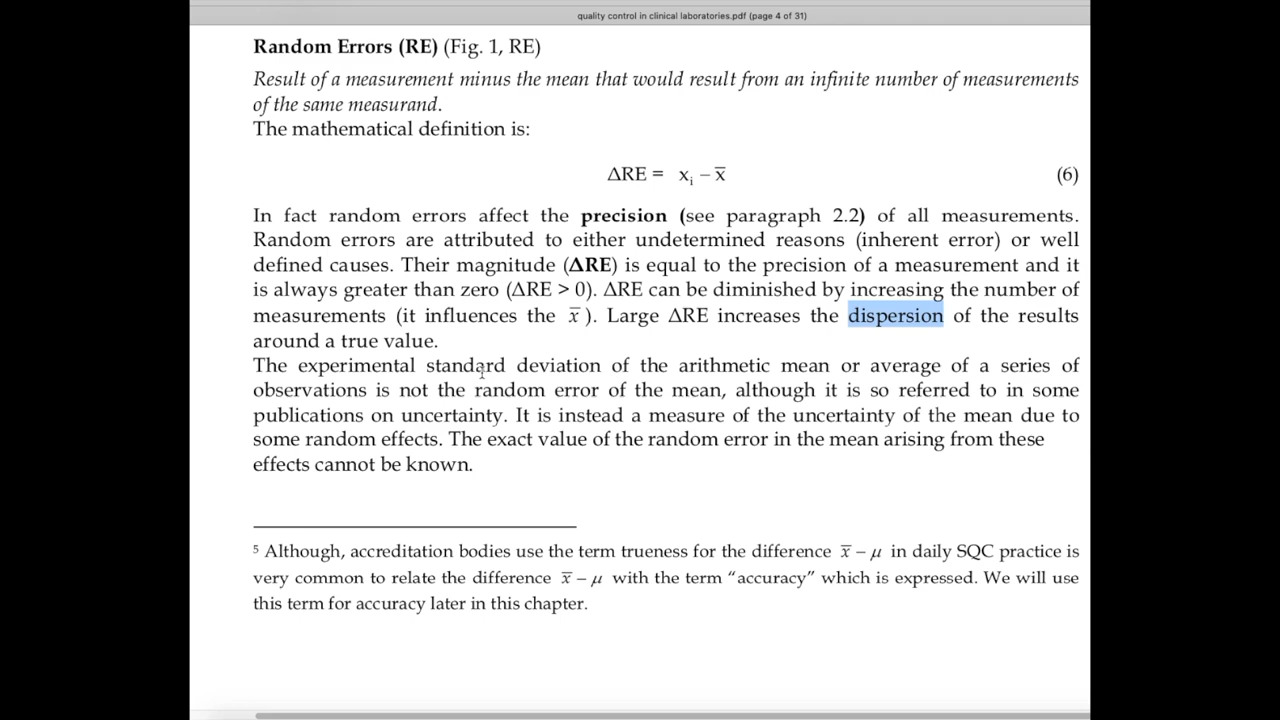 quality control in clinical laboratories.pdf (page 4 of 31)
Random Errors (RE) (Fig. 1, RE)
Result of a measurement minus the mean that would result from an infinite number of measurements
of the same measurand.
The mathematical definition is:
ΔRE = xᵢ – x̅ (6)
In fact random errors affect the precision (see paragraph 2.2) of all measurements.
Random errors are attributed to either undetermined reasons (inherent error) or well
defined causes. Their magnitude (ΔRE) is equal to the precision of a measurement and it
is always greater than zero (ΔRE > 0). ΔRE can be diminished by increasing the number of
measurements (it influences the x̅ ). Large ΔRE increases the dispersion of the results
around a true value.
The experimental standard deviation of the arithmetic mean or average of a series of
observations is not the random error of the mean, although it is so referred to in some
publications on uncertainty. It is instead a measure of the uncertainty of the mean due to
some random effects. The exact value of the random error in the mean arising from these
effects cannot be known.
⁵ Although, accreditation bodies use the term trueness for the difference x̅ – μ in daily SQC practice is
very common to relate the difference x̅ – μ with the term “accuracy” which is expressed. We will use
this term for accuracy later in this chapter.